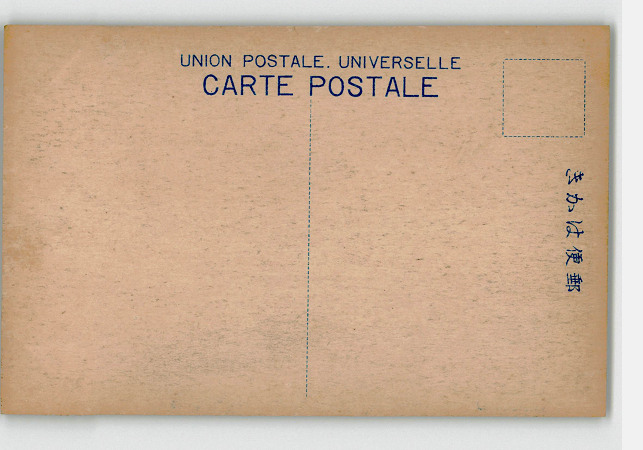 UNION POSTALE. UNIVERSELLE
CARTE POSTALE
きかは便郵